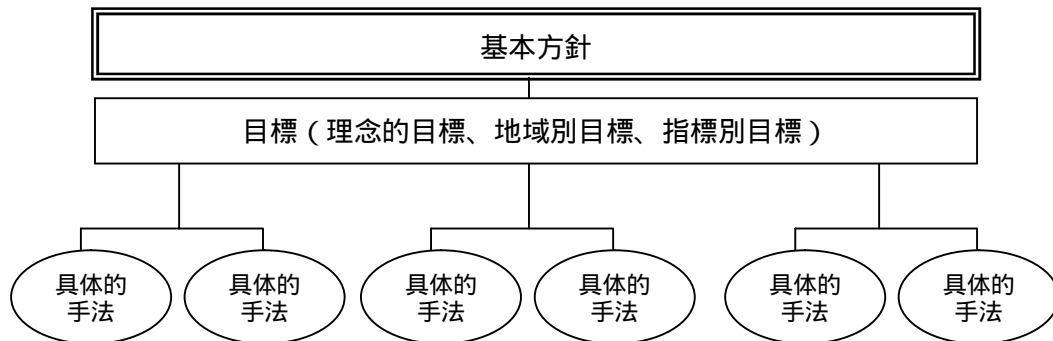 基本方針
目標（理念的目標、地域別目標、指標別目標）
具体的
手法
具体的
手法
具体的
手法
具体的
手法
具体的
手法
具体的
手法